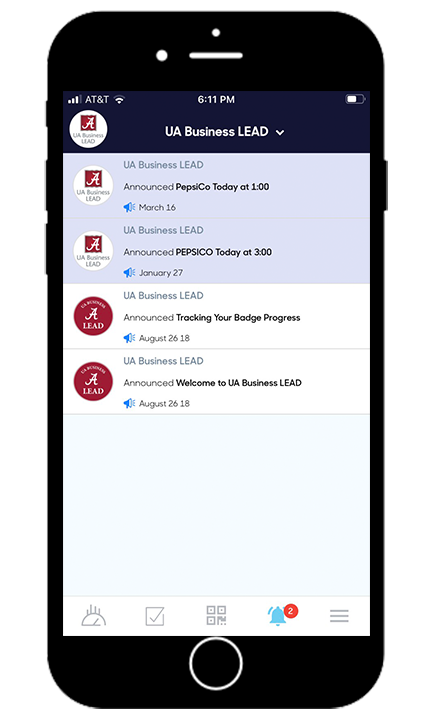 AT&T
6:11 PM
A
UA Business
LEAD
UA Business LEAD
A
UA Business
LEAD
UA Business LEAD
Announced PepsiCo Today at 1:00
March 16
A
UA Business
LEAD
UA Business LEAD
Announced PEPSICO Today at 3:00
January 27
UA BUSINESS
A
LEAD
UA Business LEAD
Announced Tracking Your Badge Progress
August 26 18
UA BUSINESS
A
LEAD
UA Business LEAD
Announced Welcome to UA Business LEAD
August 26 18
2